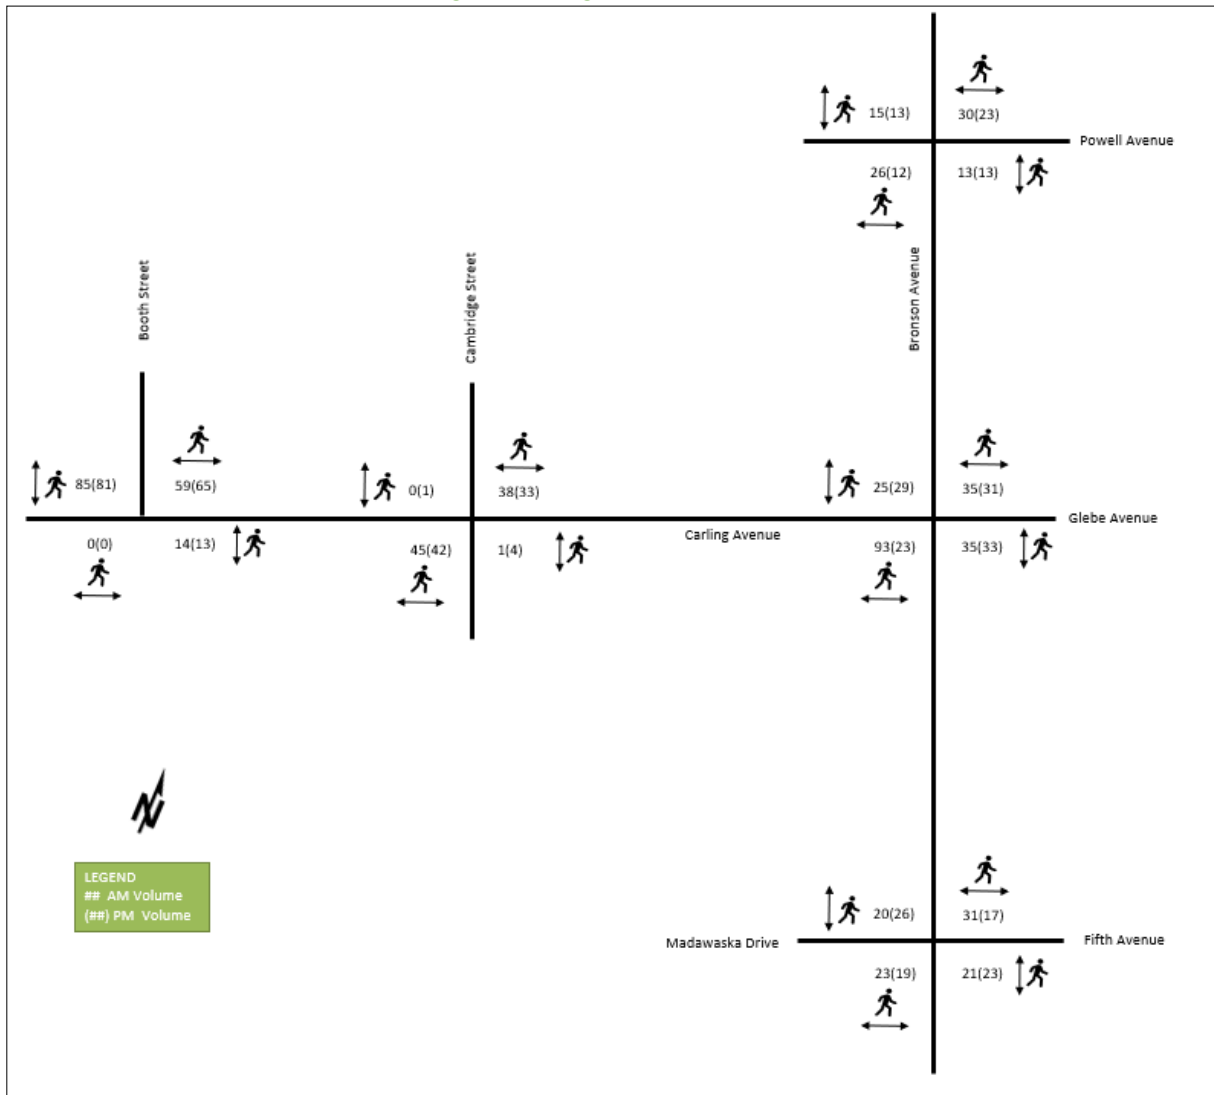 15(13)
30(23)
Powell Avenue
26(12)
13(13)
Bronson Avenue
Booth Street
Cambridge Street
85(81)
59(65)
0(1)
38(33)
25(29)
35(31)
Glebe Avenue
0(0)
14(13)
45(42)
1(4)
Carling Avenue
93(23)
35(33)
N
LEGEND
## AM Volume
(##) PM Volume
20(26)
31(17)
Madawaska Drive
Fifth Avenue
23(19)
21(23)